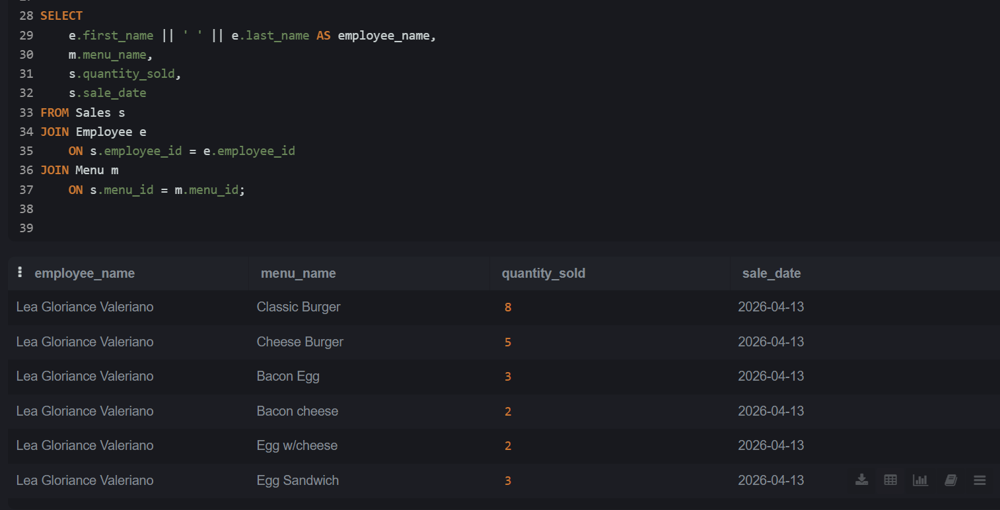 28 SELECT
29     e.first_name || ' ' || e.last_name AS employee_name,
30     m.menu_name,
31     s.quantity_sold,
32     s.sale_date
33 FROM Sales s
34 JOIN Employee e
35     ON s.employee_id = e.employee_id
36 JOIN Menu m
37     ON s.menu_id = m.menu_id;
38
39
employee_name menu_name quantity_sold sale_date
Lea Gloriance Valeriano Classic Burger 8 2026-04-13
Lea Gloriance Valeriano Cheese Burger 5 2026-04-13
Lea Gloriance Valeriano Bacon Egg 3 2026-04-13
Lea Gloriance Valeriano Bacon cheese 2 2026-04-13
Lea Gloriance Valeriano Egg w/cheese 2 2026-04-13
Lea Gloriance Valeriano Egg Sandwich 3 2026-04-13